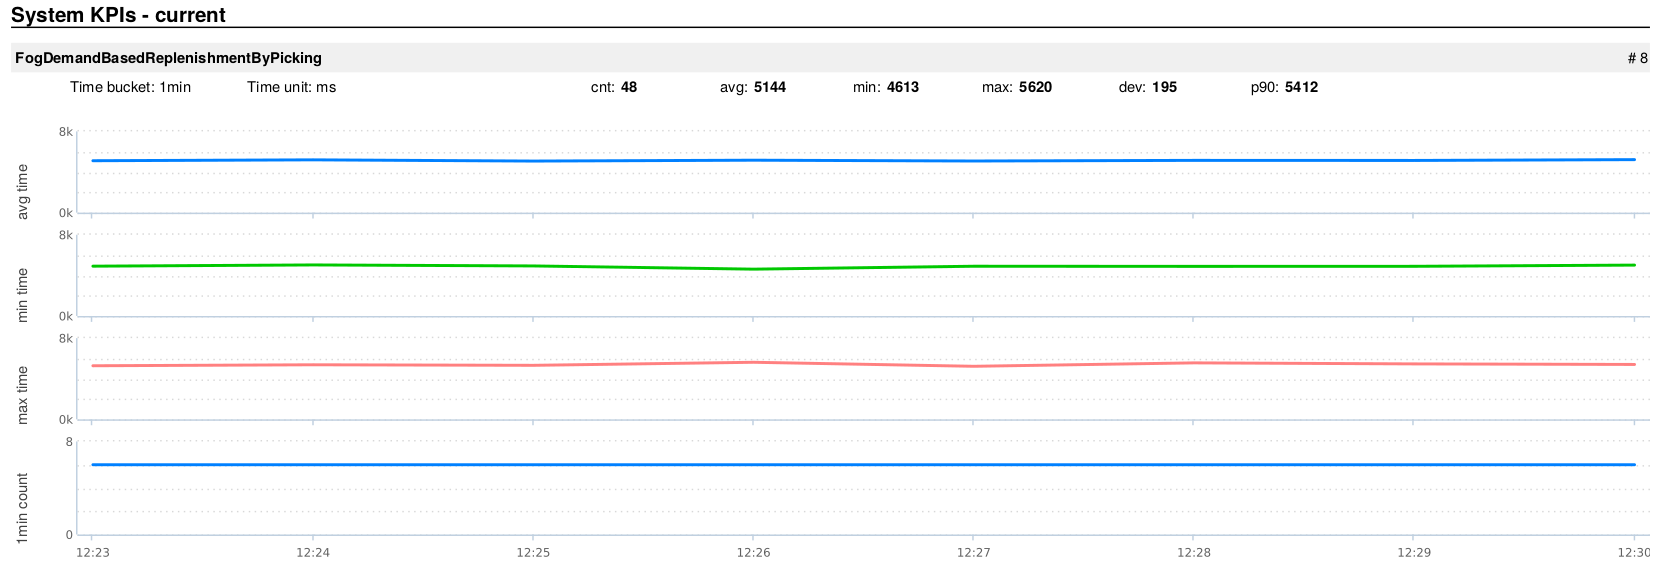 System KPIs - current
FogDemandBasedReplenishmentByPicking # 8
Time bucket: 1min Time unit: ms cnt: 48 avg: 5144 min: 4613 max: 5620 dev: 195 p90: 5412
8k
avg time
0k
8k
min time
0k
8k
max time
0k
8
1min count
0
12:23 12:24 12:25 12:26 12:27 12:28 12:29 12:30